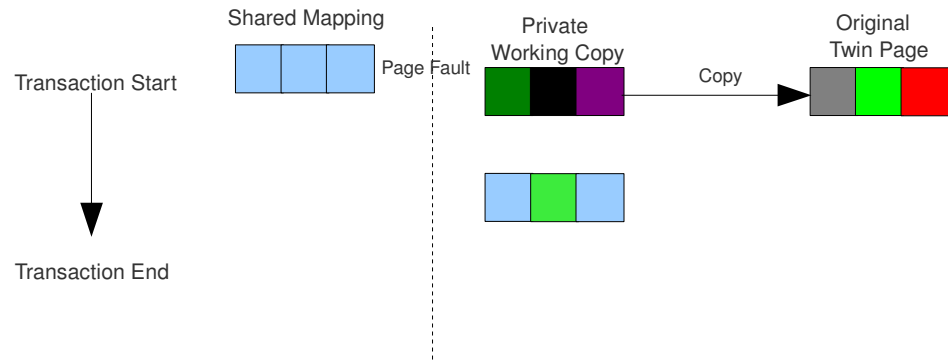 Shared Mapping
Private
Working Copy
Original
Twin Page
Page Fault
Copy
Transaction Start
Transaction End